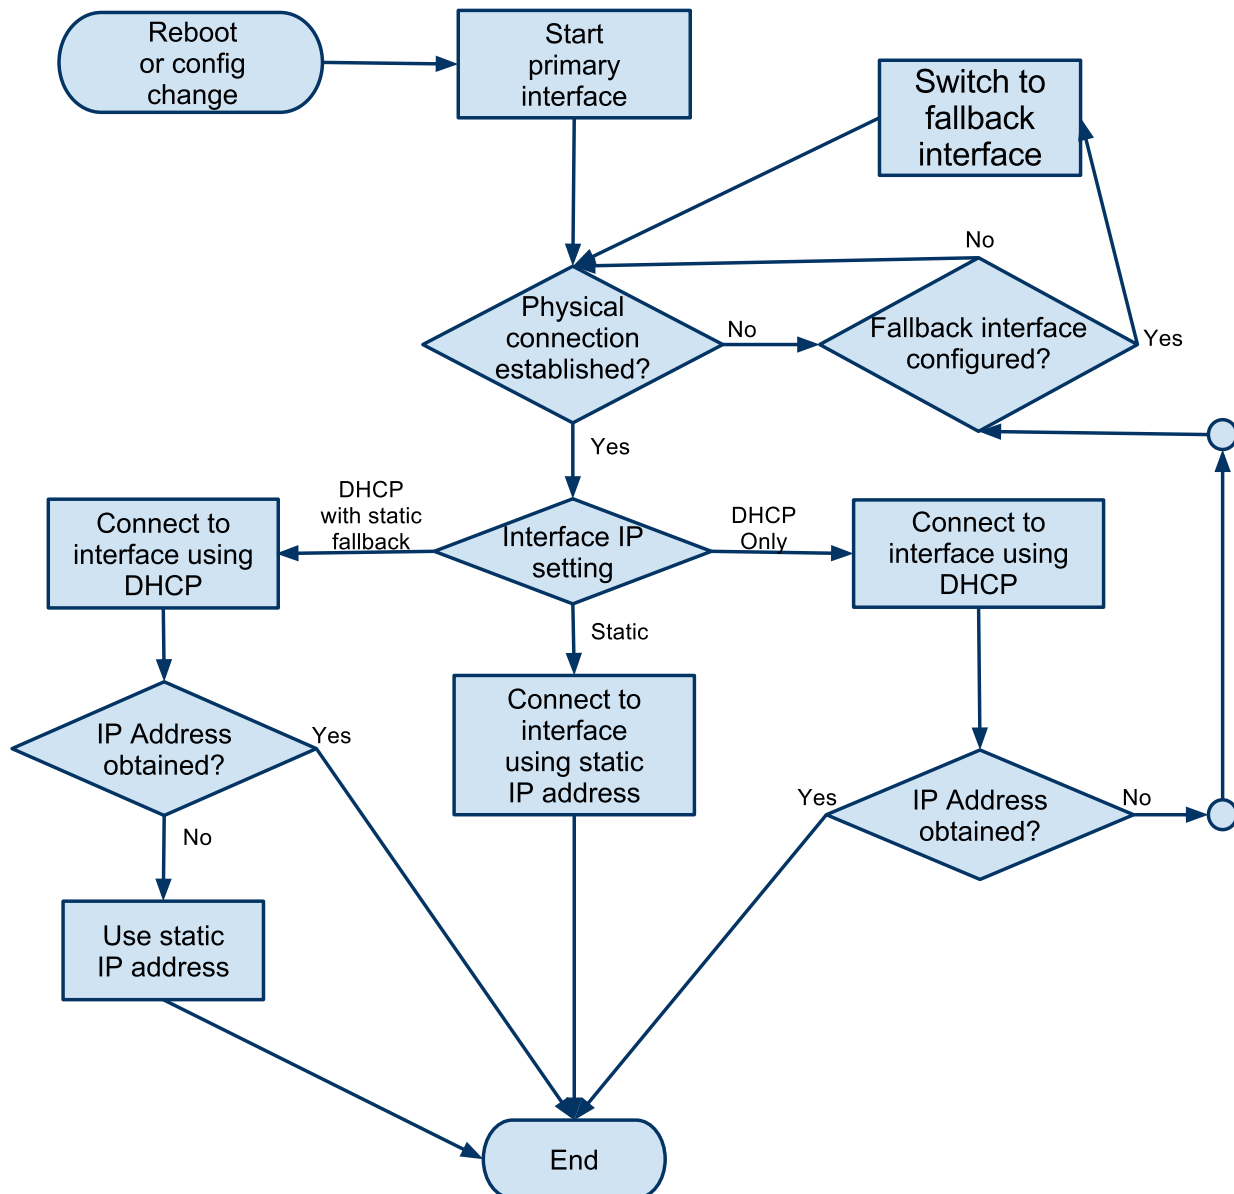 Reboot
or config
change
Start
primary
interface
Switch to
fallback
interface
No
Physical
connection
established?
No
Fallback interface
configured?
Yes
Yes
DHCP
with static
fallback
DHCP
Only
Connect to
interface using
DHCP
Interface IP
setting
Connect to
interface using
DHCP
Static
Connect to
interface
using static
IP address
IP Address
obtained?
Yes
Yes
IP Address
obtained?
No
No
Use static
IP address
End